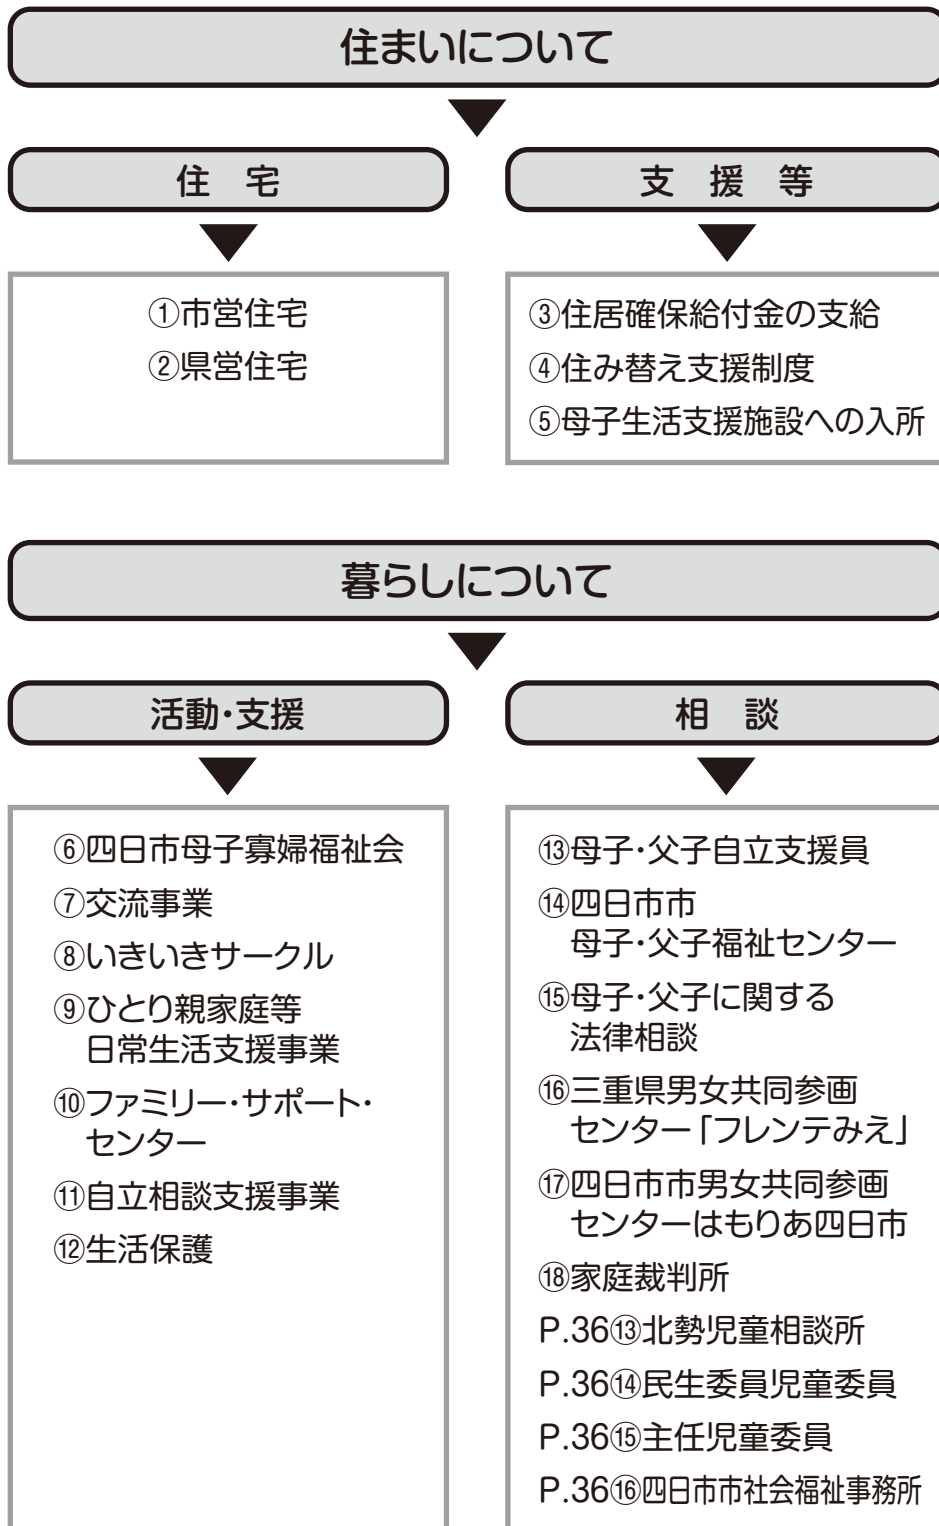 住まいについて
住　宅
①市営住宅
②県営住宅
支　援　等
③住居確保給付金の支給
④住み替え支援制度
⑤母子生活支援施設への入所
暮らしについて
活動・支援
⑥四日市母子寡婦福祉会
⑦交流事業
⑧いきいきサークル
⑨ひとり親家庭等
日常生活支援事業
⑩ファミリー・サポート・
センター
⑪自立相談支援事業
⑫生活保護
相　談
⑬母子・父子自立支援員
⑭四日市市
母子・父子福祉センター
⑮母子・父子に関する
法律相談
⑯三重県男女共同参画
センター「フレンテみえ」
⑰四日市市男女共同参画
センターはもりあ四日市
⑱家庭裁判所
P.36⑬北勢児童相談所
P.36⑭民生委員児童委員
P.36⑮主任児童委員
P.36⑯四日市市社会福祉事務所